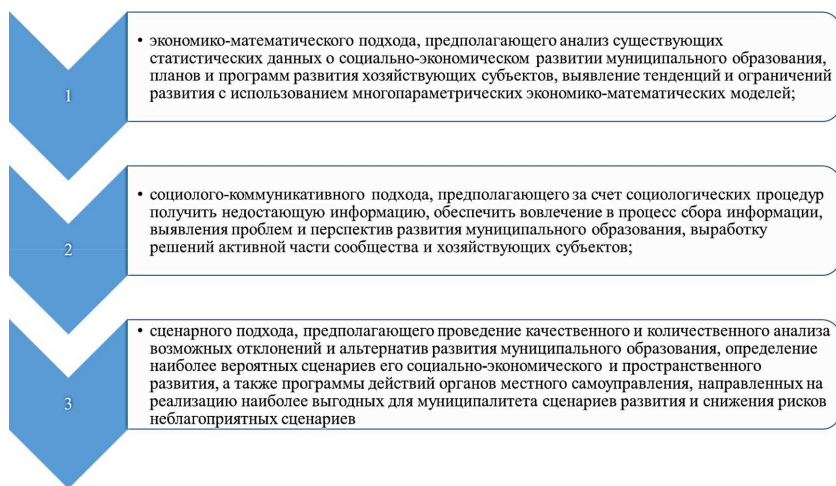 1
• экономико-математического подхода, предполагающего анализ существующих
статистических данных о социально-экономическом развитии муниципального образования,
планов и программ развития хозяйствующих субъектов, выявление тенденций и ограничений
развития с использованием многопараметрических экономико-математических моделей;
2
• социолого-коммуникативного подхода, предполагающего за счет социологических процедур
получить недостающую информацию, обеспечить вовлечение в процесс сбора информации,
выявления проблем и перспектив развития муниципального образования, выработку
решений активной части сообщества и хозяйствующих субъектов;
3
• сценарного подхода, предполагающего проведение качественного и количественного анализа
возможных отклонений и альтернатив развития муниципального образования, определение
наиболее вероятных сценариев его социально-экономического и пространственного
развития, а также программы действий органов местного самоуправления, направленных на
реализацию наиболее выгодных для муниципалитета сценариев развития и снижения рисков
неблагоприятных сценариев